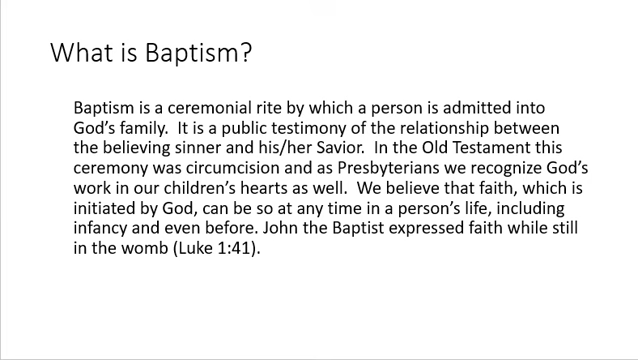 What is Baptism?
Baptism is a ceremonial rite by which a person is admitted into
God’s family.  It is a public testimony of the relationship between
the believing sinner and his/her Savior.  In the Old Testament this
ceremony was circumcision and as Presbyterians we recognize God’s
work in our children’s hearts as well.  We believe that faith, which is
initiated by God, can be so at any time in a person’s life, including
infancy and even before. John the Baptist expressed faith while still
in the womb (Luke 1:41).